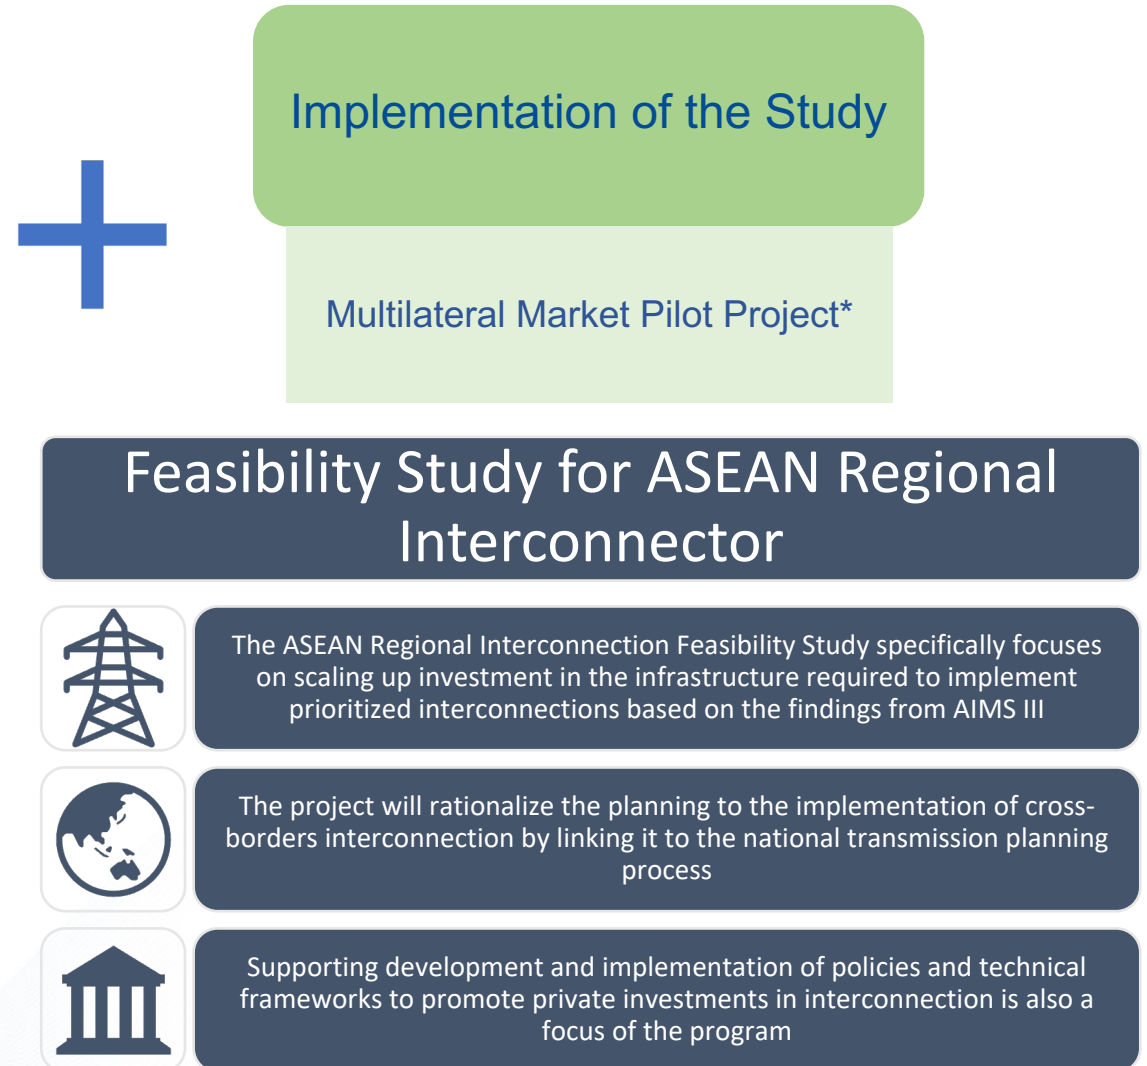 Implementation of the Study
Multilateral Market Pilot Project*
Feasibility Study for ASEAN Regional
Interconnector
The ASEAN Regional Interconnection Feasibility Study specifically focuses
on scaling up investment in the infrastructure required to implement
prioritized interconnections based on the findings from AIMS III
The project will rationalize the planning to the implementation of cross-
borders interconnection by linking it to the national transmission planning
process
Supporting development and implementation of policies and technical
frameworks to promote private investments in interconnection is also a
focus of the program